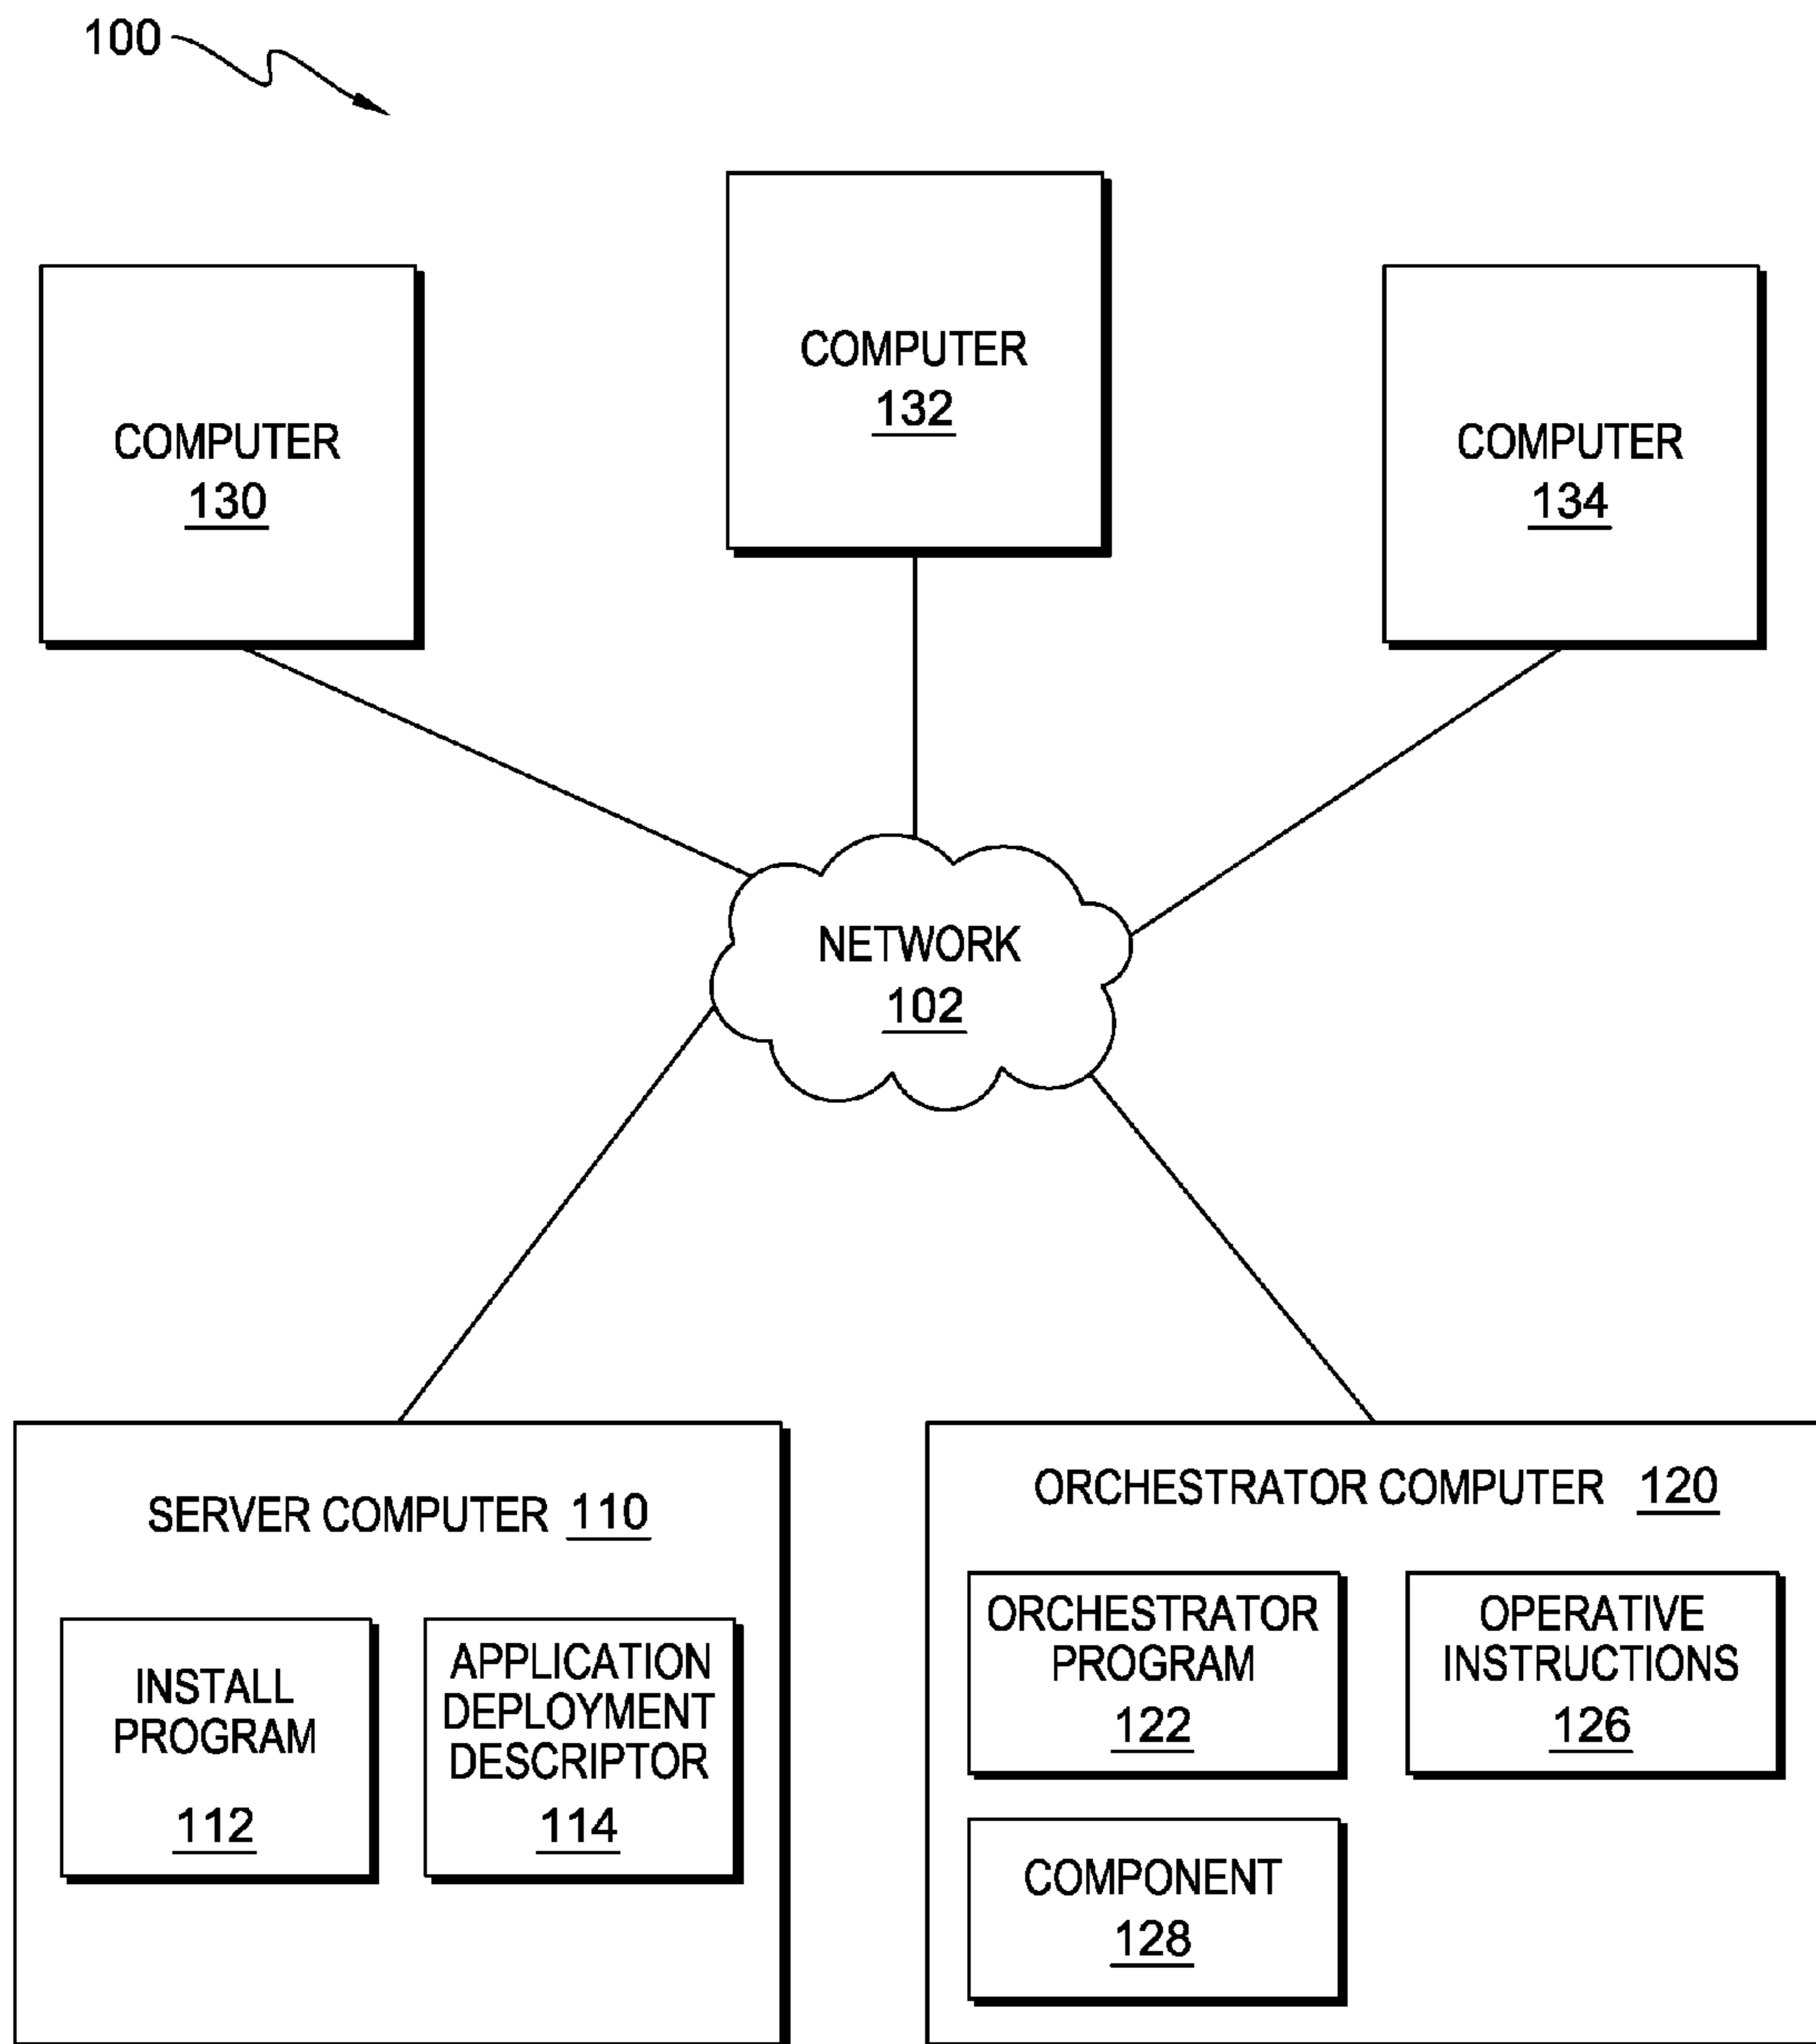 100
COMPUTER
132
COMPUTER
130
COMPUTER
134
NETWORK
102
SERVER COMPUTER 110
INSTALL
PROGRAM
112
APPLICATION
DEPLOYMENT
DESCRIPTOR
114
ORCHESTRATOR COMPUTER 120
ORCHESTRATOR
PROGRAM
122
OPERATIVE
INSTRUCTIONS
126
COMPONENT
128